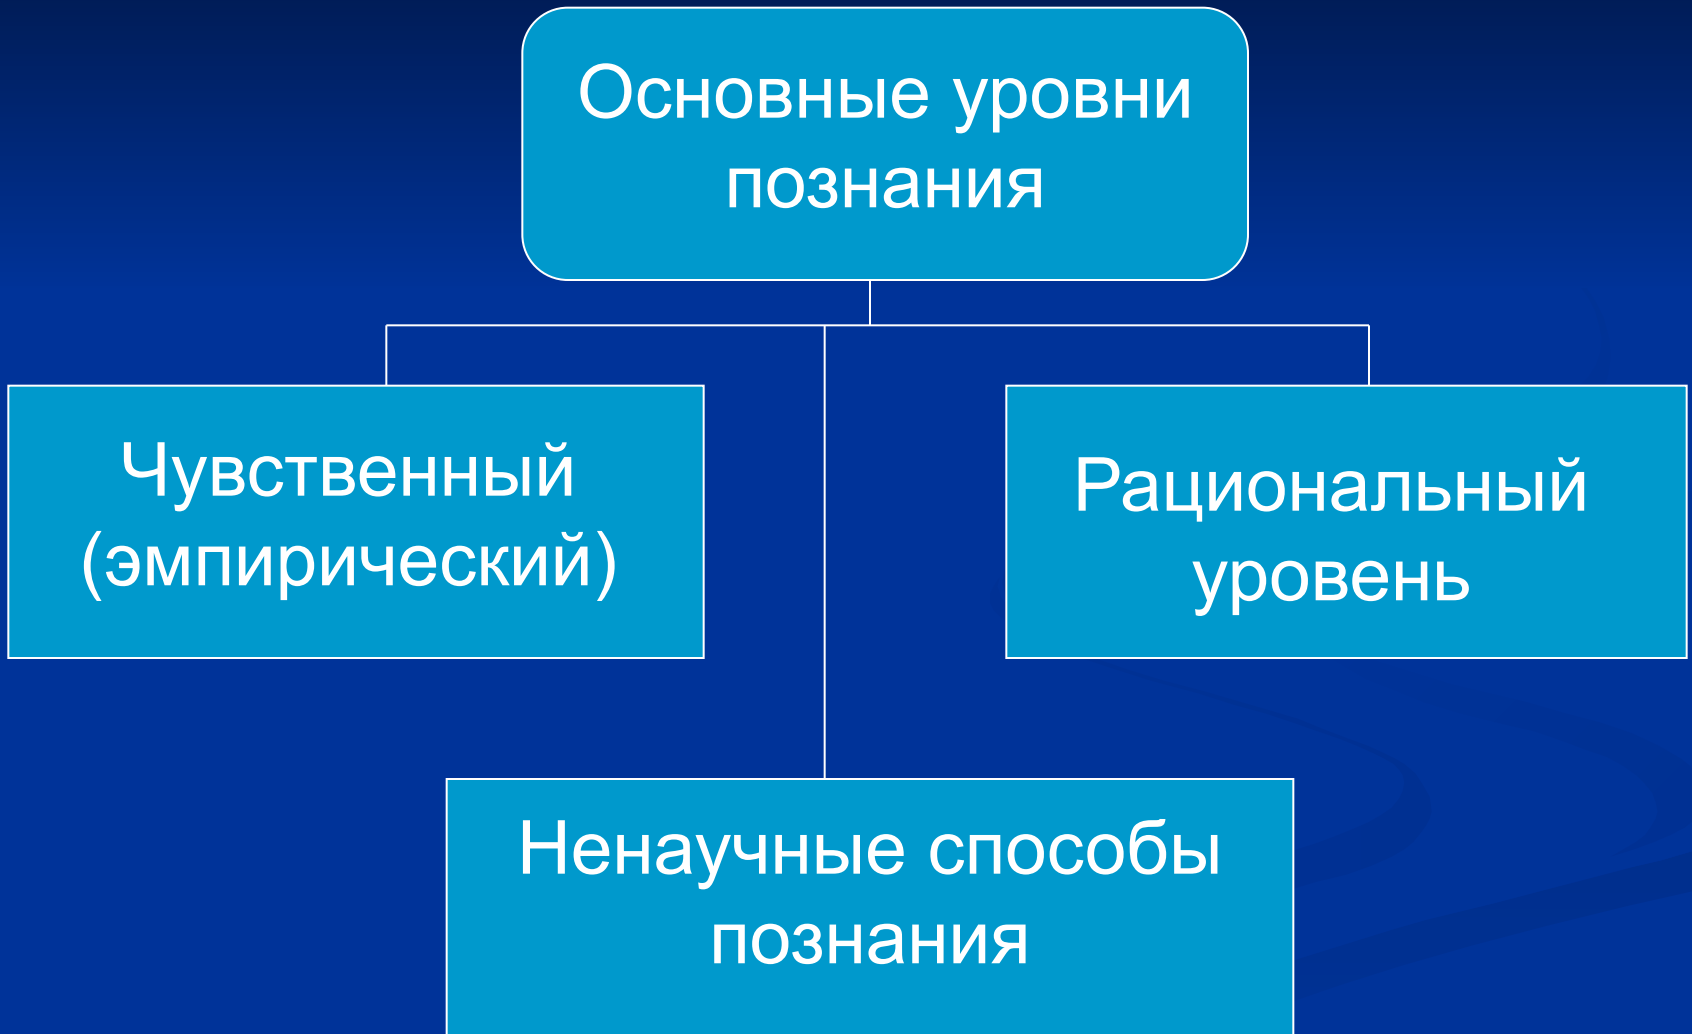 Основные уровни
познания
Чувственный
(эмпирический)
Рациональный
уровень
Ненаучные способы
познания